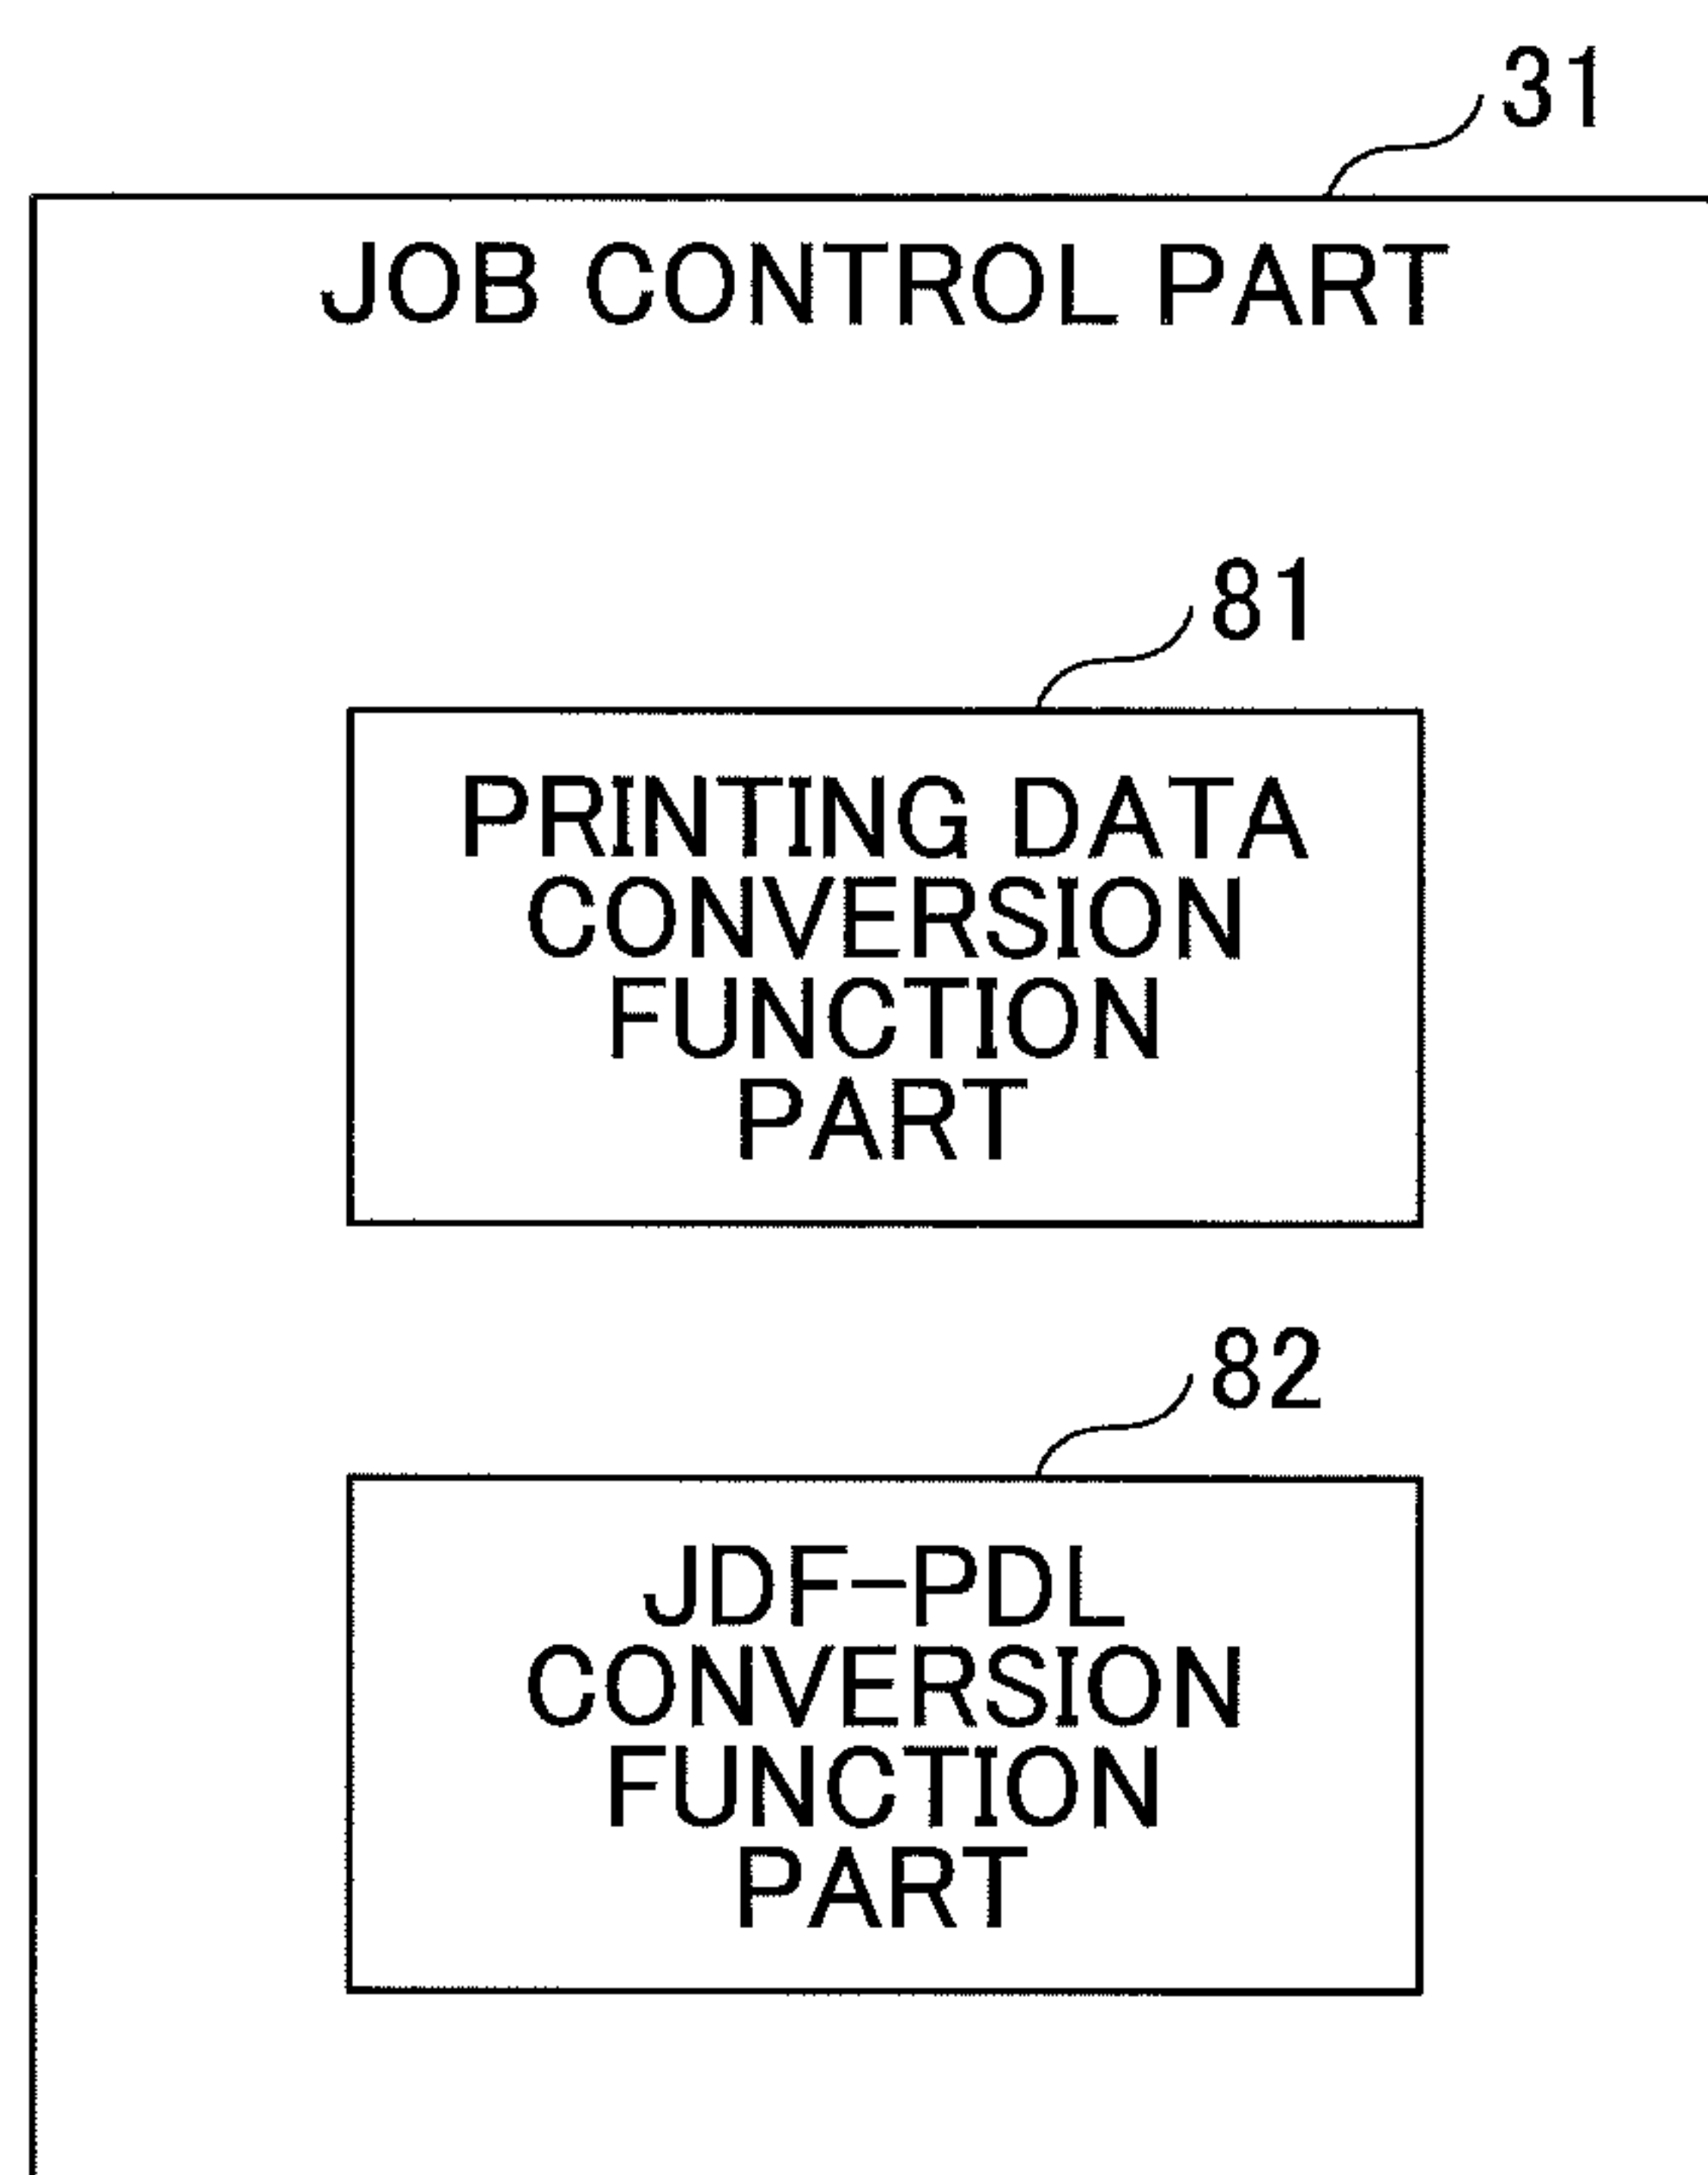 31
JOB CONTROL PART
81
PRINTING DATA
CONVERSION
FUNCTION
PART
82
JDF-PDL
CONVERSION
FUNCTION
PART